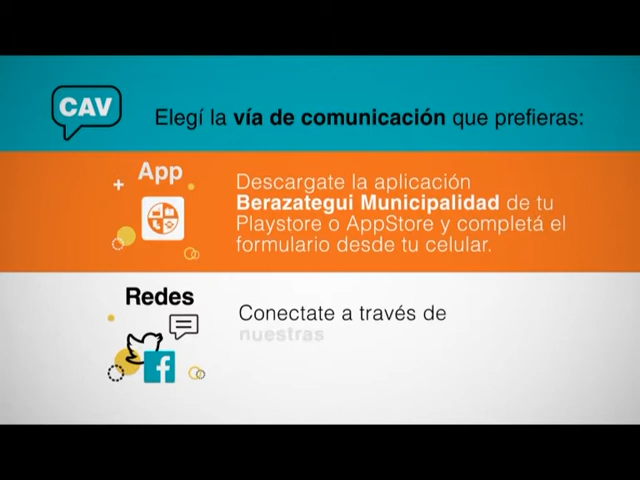 CAV
Elegí la vía de comunicación que prefieras:
App
Descargate la aplicación
Berazategui Municipalidad de tu
Playstore o AppStore y completá el
formulario desde tu celular.
Redes
Conectate a través de
nuestras